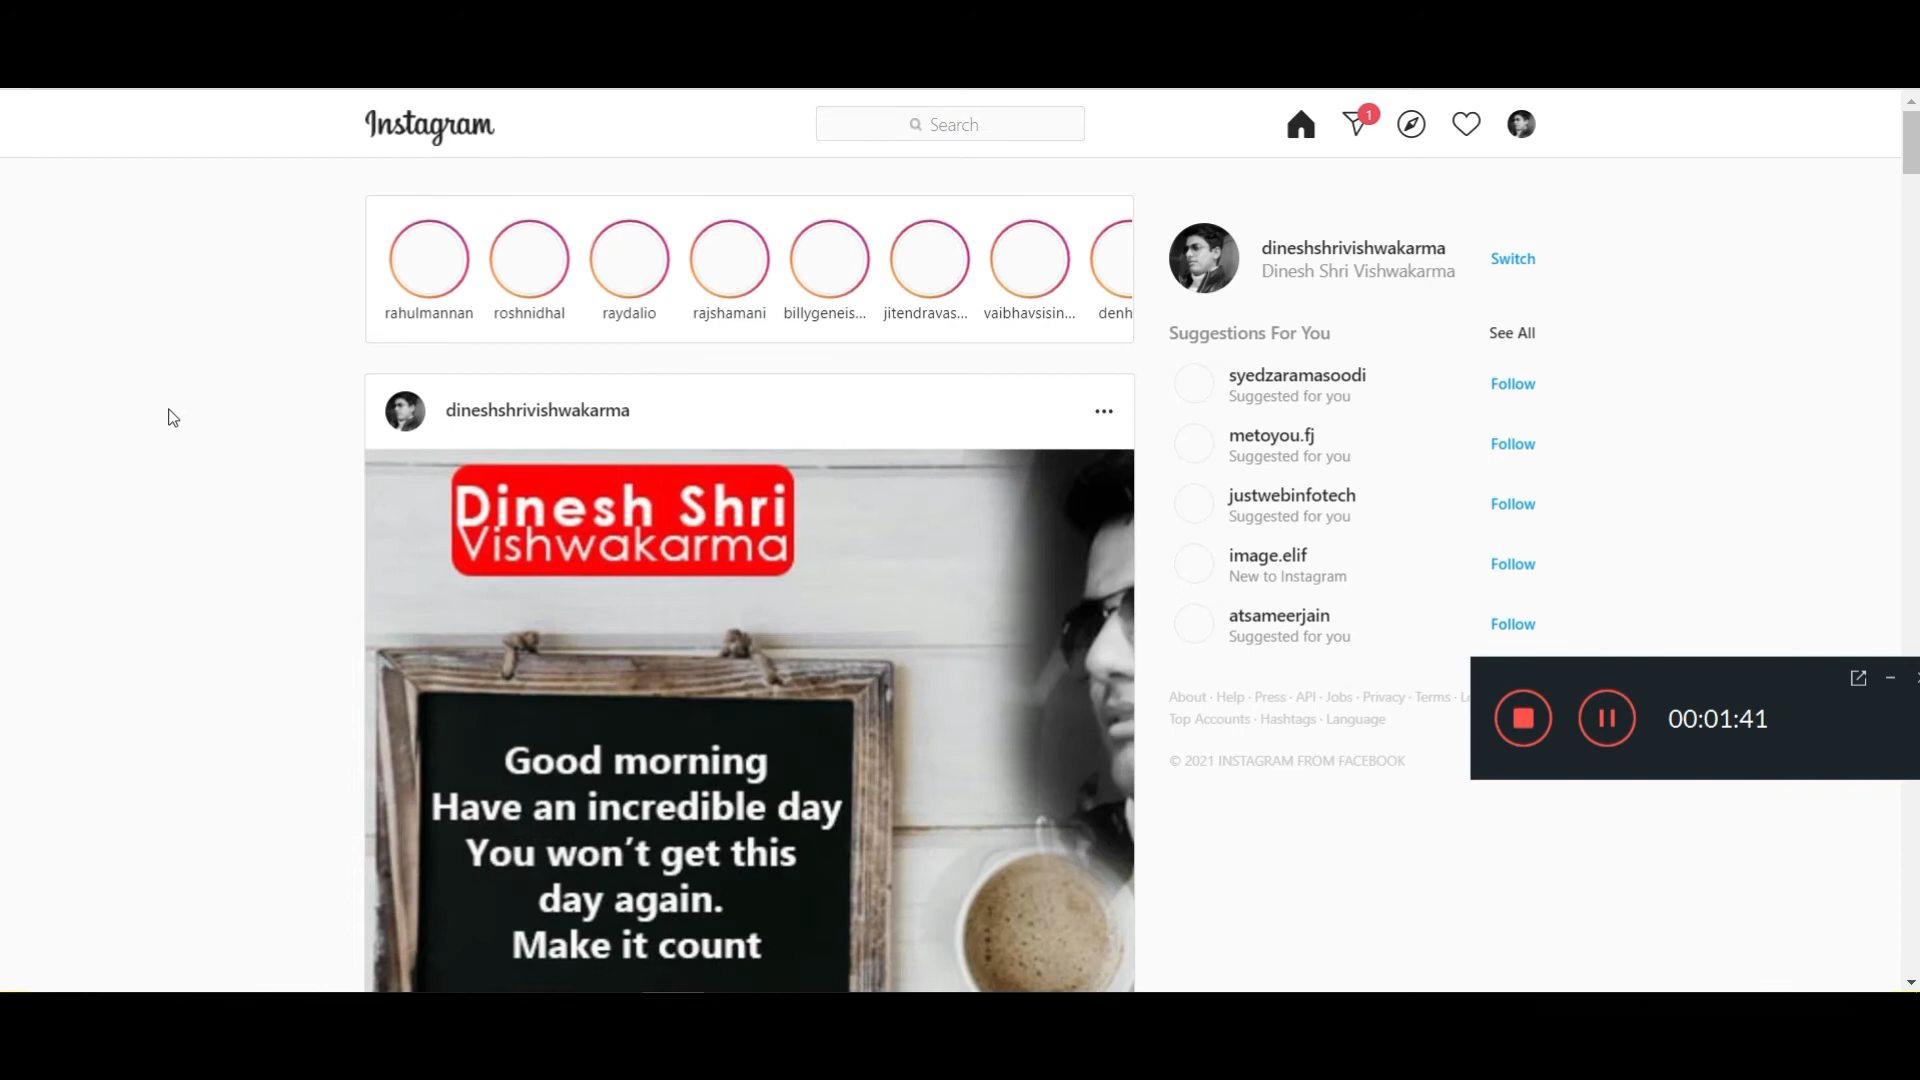 Instagram
Search
1
rahulmannan
roshnidhal
raydalio
rajshamani
billygeneis...
jitendravas...
vaibhavsisin...
denh
dineshshrivishwakarma
Dinesh Shri Vishwakarma
Switch
Suggestions For You
See All
syedzaramasoodi
Suggested for you
Follow
metoyou.fj
Suggested for you
Follow
justwebinfotech
Suggested for you
Follow
image.elif
New to Instagram
Follow
atsameerjain
Suggested for you
Follow
About · Help · Press · API · Jobs · Privacy · Terms ·
Top Accounts · Hashtags · Language
© 2021 INSTAGRAM FROM FACEBOOK
00:01:41
dineshshrivishwakarma
Dinesh Shri
Vishwakarma
Good morning
Have an incredible day
You won't get this
day again.
Make it count